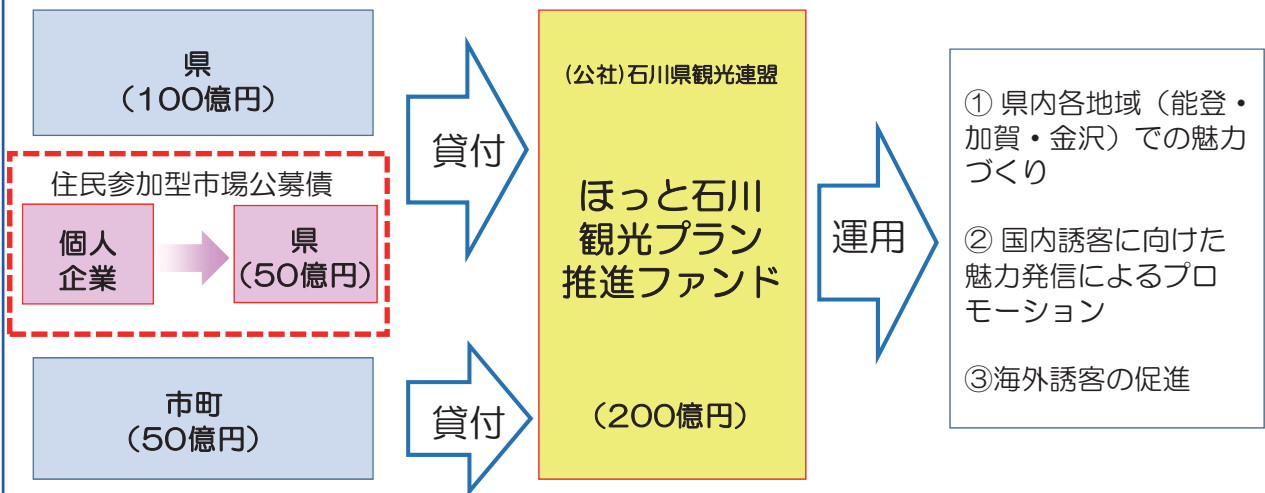 県
（100億円）
住民参加型市場公募債
個人
企業
県
（50億円）
市町
（50億円）
貸付
貸付
(公社)石川県観光連盟
ほっと石川
観光プラン
推進ファンド
（200億円）
運用
① 県内各地域（能登・
加賀・金沢）での魅力
づくり
② 国内誘客に向けた
魅力発信によるプロ
モーション
③海外誘客の促進